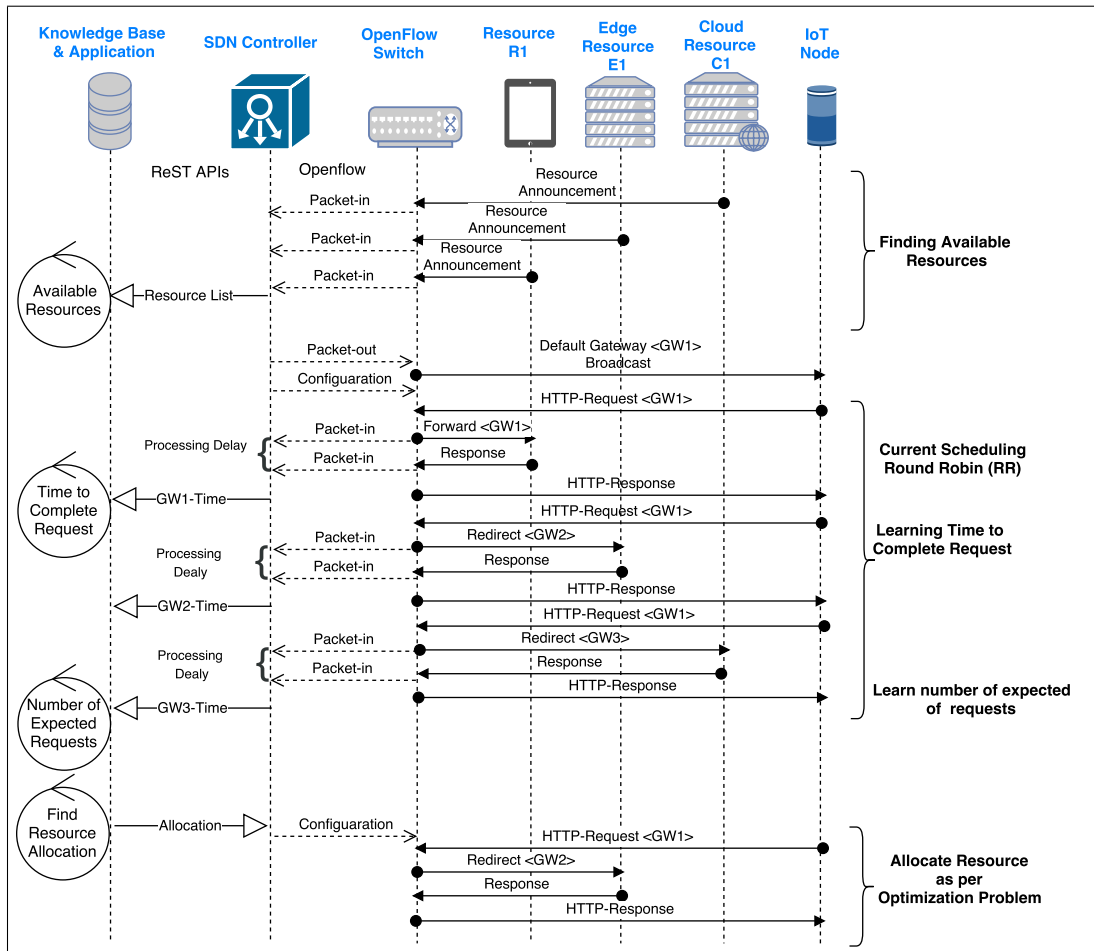 Knowledge Base
& Application
SDN Controller
OpenFlow
Switch
Resource
R1
Edge
Resource
E1
Cloud
Resource
C1
IoT
Node
ReST APIs
Openflow
Resource
Announcement
Packet-in
Resource
Announcement
Packet-in
Resource
Announcement
Packet-in
Finding Available
Resources
Available
Resources
Resource List
Packet-out
Default Gateway <GW1>
Broadcast
Configuaration
HTTP-Request <GW1>
Packet-in
Forward <GW1>
Processing Delay
Packet-in
Response
Current Scheduling
Round Robin (RR)
Time to
Complete
Request
GW1-Time
HTTP-Response
HTTP-Request <GW1>
Learning Time to
Complete Request
Packet-in
Redirect <GW2>
Processing
Dealy
Packet-in
Response
GW2-Time
HTTP-Response
HTTP-Request <GW1>
Packet-in
Redirect <GW3>
Processing
Dealy
Packet-in
Response
HTTP-Response
Learn number of expected
of requests
Number of
Expected
Requests
GW3-Time
Find
Resource
Allocation
Allocation
Configuaration
HTTP-Request <GW1>
Redirect <GW2>
Response
HTTP-Response
Allocate Resource
as per
Optimization Problem